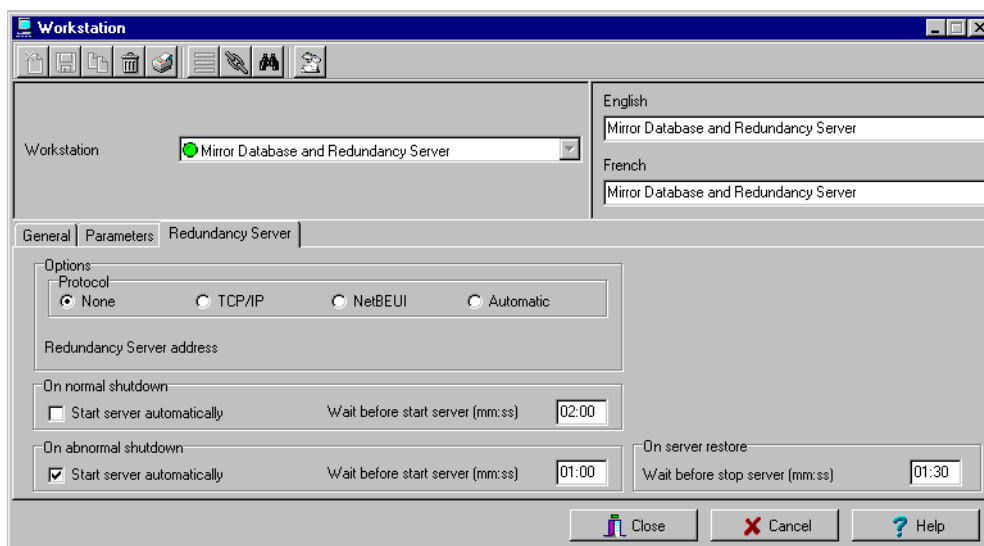 Workstation
English
Mirror Database and Redundancy Server
Workstation
Mirror Database and Redundancy Server
French
Mirror Database and Redundancy Server
General
Parameters
Redundancy Server
Options
Protocol
None
TCP/IP
NetBEUI
Automatic
Redundancy Server address
On normal shutdown
Start server automatically
Wait before start server (mm:ss)
02:00
On abnormal shutdown
Start server automatically
Wait before start server (mm:ss)
01:00
On server restore
Wait before stop server (mm:ss)
01:30
Close
Cancel
Help